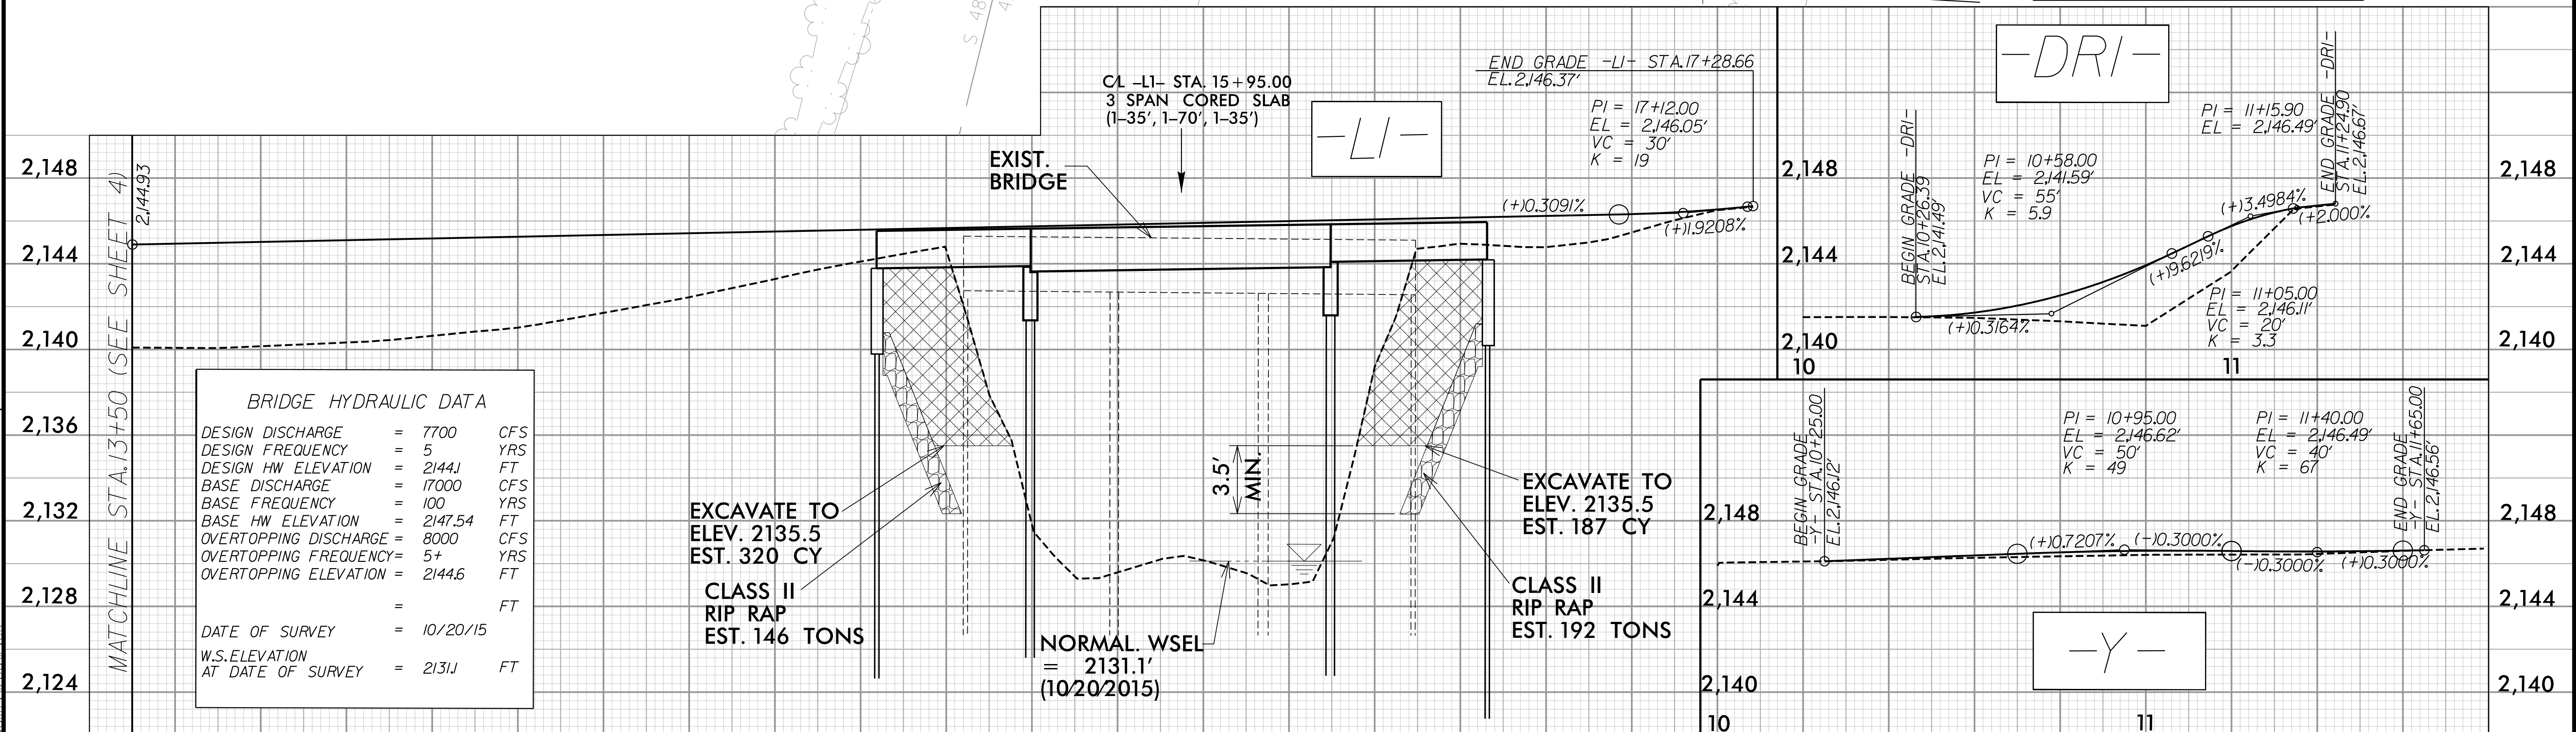 S 48
4
C/L -L1- STA. 15+95.00
3 SPAN CORED SLAB
(1-35', 1-70', 1-35')
EXIST.
BRIDGE
-L1-
END GRADE -L1- STA.17+28.66
EL.2,146.37'
PI = 17+12.00
EL = 2,146.05'
VC = 30'
K = 19
(+)0.3091%
(+)1.9208%
2,148
2,144
2,140
2,136
2,132
2,128
2,124
MATCHLINE STA.13+50 (SEE SHEET 4)
2,144.93
BRIDGE HYDRAULIC DATA
DESIGN DISCHARGE = 7700 CFS
DESIGN FREQUENCY = 5 YRS
DESIGN HW ELEVATION = 2144.1 FT
BASE DISCHARGE = 17000 CFS
BASE FREQUENCY = 100 YRS
BASE HW ELEVATION = 2147.54 FT
OVERTOPPING DISCHARGE = 8000 CFS
OVERTOPPING FREQUENCY= 5+ YRS
OVERTOPPING ELEVATION = 2144.6 FT
= FT
DATE OF SURVEY = 10/20/15
W.S.ELEVATION
AT DATE OF SURVEY = 2131.1 FT
EXCAVATE TO
ELEV. 2135.5
EST. 320 CY
CLASS II
RIP RAP
EST. 146 TONS
NORMAL. WSEL
= 2131.1'
(10/20/2015)
3.5'
MIN.
EXCAVATE TO
ELEV. 2135.5
EST. 187 CY
CLASS II
RIP RAP
EST. 192 TONS
-DR1-
2,148
2,144
2,140
10
11
BEGIN GRADE -DR1-
STA.10+26.39
EL.2,141.49'
PI = 10+58.00
EL = 2,141.59'
VC = 55'
K = 5.9
PI = 11+15.90
EL = 2,146.49'
END GRADE -DR1-
STA.11+24.90
EL.2,146.67'
(+)0.3164%
(+)9.6219%
(+)3.4984%
(+)2.000%
PI = 11+05.00
EL = 2,146.11'
VC = 20'
K = 3.3
2,148
2,144
2,140
2,148
2,144
2,140
10
11
BEGIN GRADE
-Y- STA.10+25.00
EL.2,146.12'
PI = 10+95.00
EL = 2,146.62'
VC = 50'
K = 49
PI = 11+40.00
EL = 2,146.49'
VC = 40'
K = 67
END GRADE
-Y- STA.11+65.00
EL.2,146.56'
(+)0.7207%
(-)0.3000%
(-)0.3000%
(+)0.3000%
-Y-
2,148
2,144
2,140